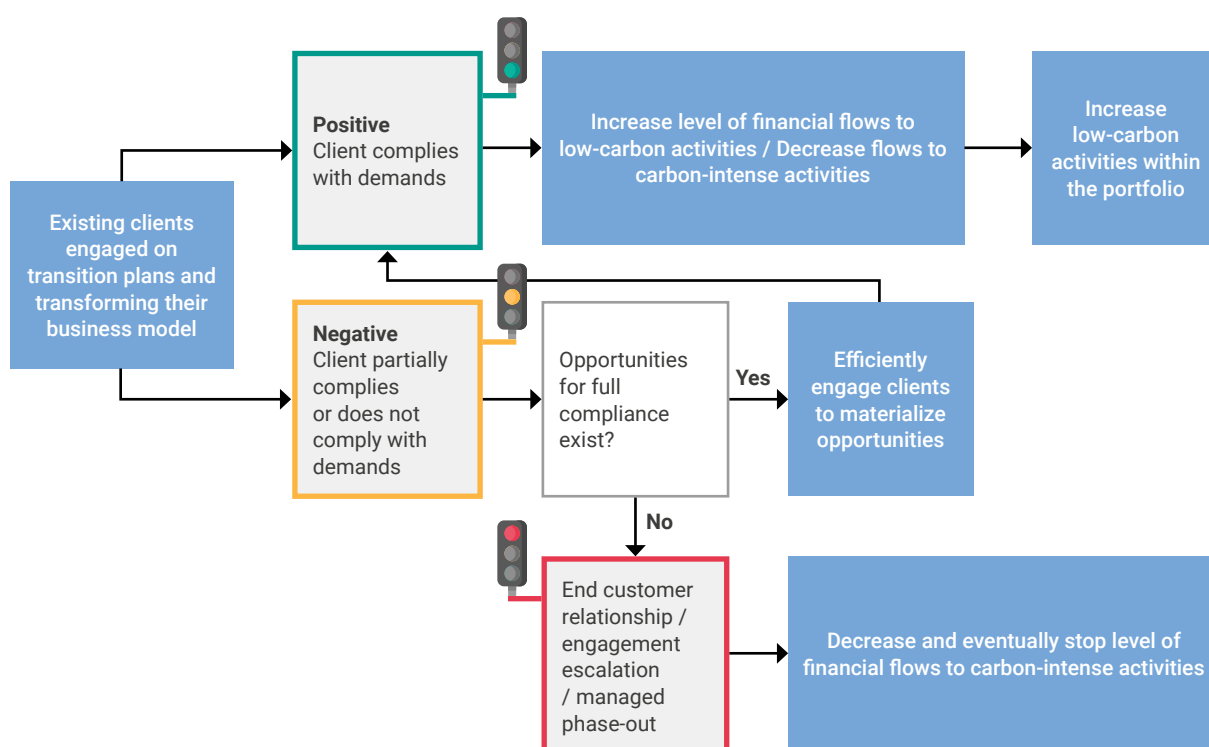 Existing clients
engaged on
transition plans and
transforming their
business model
Positive
Client complies
with demands
Increase level of financial flows to
low-carbon activities / Decrease flows to
carbon-intense activities
Increase
low-carbon
activities within
the portfolio
Negative
Client partially
complies
or does not
comply with
demands
Opportunities
for full
compliance
exist?
Yes
Efficiently
engage clients
to materialize
opportunities
No
End customer
relationship /
engagement
escalation
/ managed
phase-out
Decrease and eventually stop level of
financial flows to carbon-intense activities